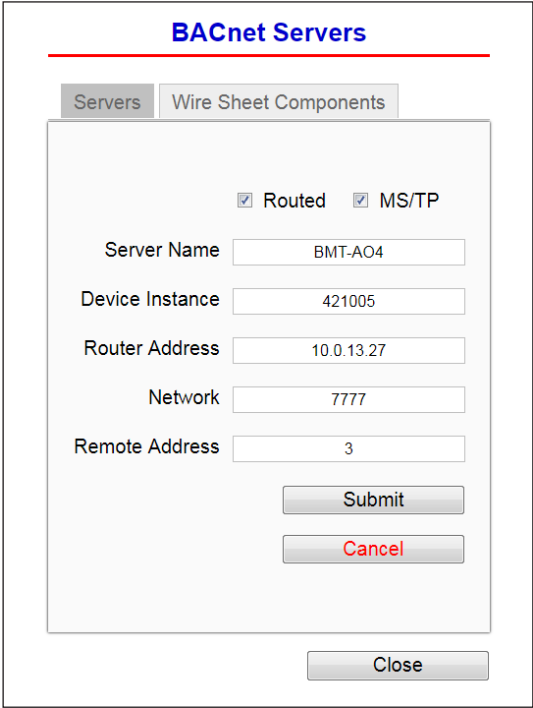 BACnet Servers
Servers Wire Sheet Components
Routed MS/TP
Server Name BMT-AO4
Device Instance 421005
Router Address 10.0.13.27
Network 7777
Remote Address 3
Submit
Cancel
Close